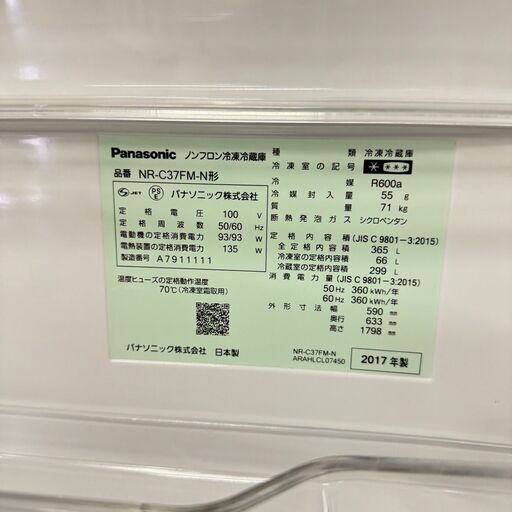 Panasonic ノンフロン冷凍冷蔵庫
品番 NR-C37FM-N形
JET PSE パナソニック株式会社
定格電圧 100 V
定格周波数 50/60 Hz
電動機の定格消費電力 93/93 W
電熱装置の定格消費電力 135 W
製造番号 A7911111
温度ヒューズの定格動作温度
70℃(冷凍室霜取用)
パナソニック株式会社 日本製
種類 冷凍冷蔵庫
冷凍室の記号 * ***
冷媒 R600a
冷媒封入量 55 g
質量 71 kg
断熱発泡ガス シクロペンタン
定格内容積 (JIS C 9801-3:2015)
全定格内容積 365 L
冷凍室の定格内容積 66 L
冷蔵室の定格内容積 299 L
消費電力量 (JIS C 9801-3:2015)
50Hz 360 kWh/年
60Hz 360 kWh/年
外形寸法 幅 590 mm
奥行 633 mm
高さ 1798 mm
NR-C37FM-N
ARAHLCL07450
2017年製